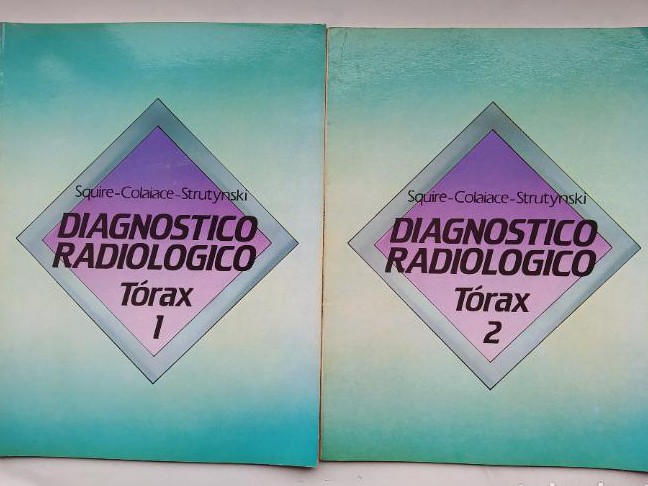 Squire-Colaiace-Strutynski
DIAGNOSTICO
RADIOLOGICO
Tórax
1
Squire-Colaiace-Strutynski
DIAGNOSTICO
RADIOLOGICO
Tórax
2